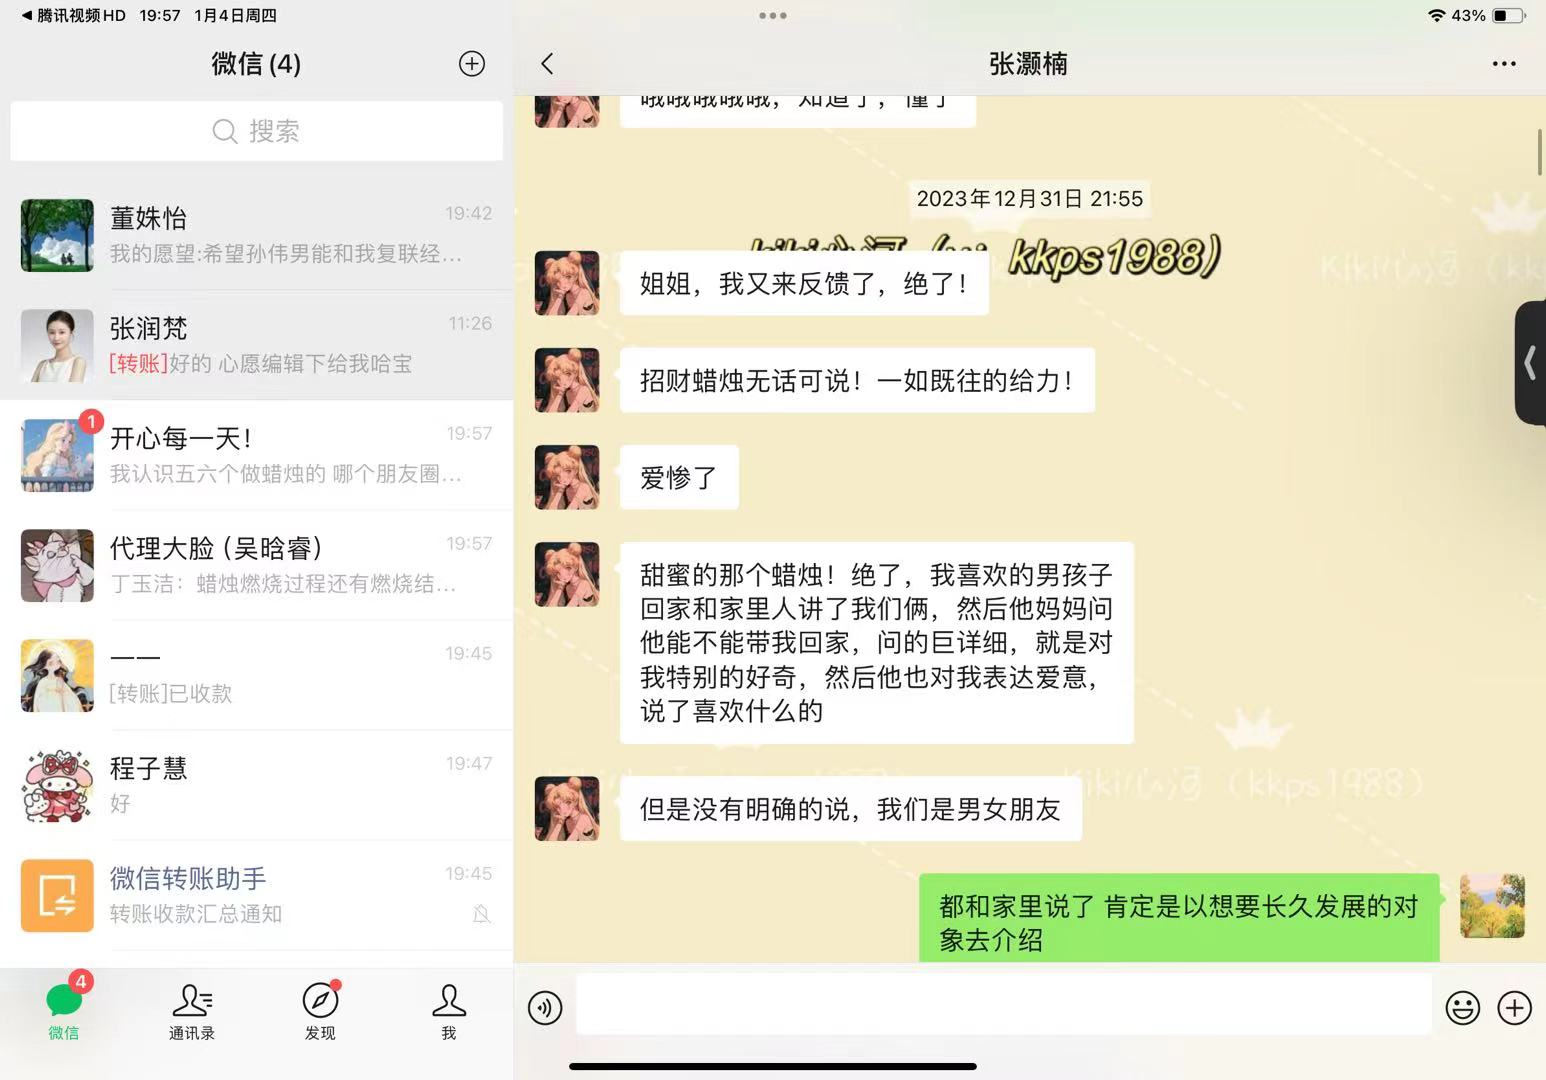 腾讯视频HD 19:57 1月4日周四
43%
微信 (4)
搜索
董姝怡
19:42
我的愿望:希望孙伟男能和我复联经...
张润梵
11:26
[转账]好的 心愿编辑下给我哈宝
1
开心每一天！
19:57
我认识五六个做蜡烛的 哪个朋友圈...
代理大脸 (吴晗睿)
19:57
丁玉洁：蜡烛燃烧过程还有燃烧结...
一一
19:45
[转账]已收款
程子慧
19:47
好
微信转账助手
19:45
转账收款汇总通知
4
微信
通讯录
发现
我
张灏楠
哦哦哦哦哦，知道了，懂了
2023年12月31日 21:55
kkps1988)
姐姐，我又来反馈了，绝了！
招财蜡烛无话可说！一如既往的给力！
爱惨了
甜蜜的那个蜡烛！绝了，我喜欢的男孩子
回家和家里人讲了我们俩，然后他妈妈问
他能不能带我回家，问的巨详细，就是对
我特别的好奇，然后他也对我表达爱意，
说了喜欢什么的
但是没有明确的说，我们是男女朋友
（kkps1988）
都和家里说了 肯定是以想要长久发展的对
象去介绍